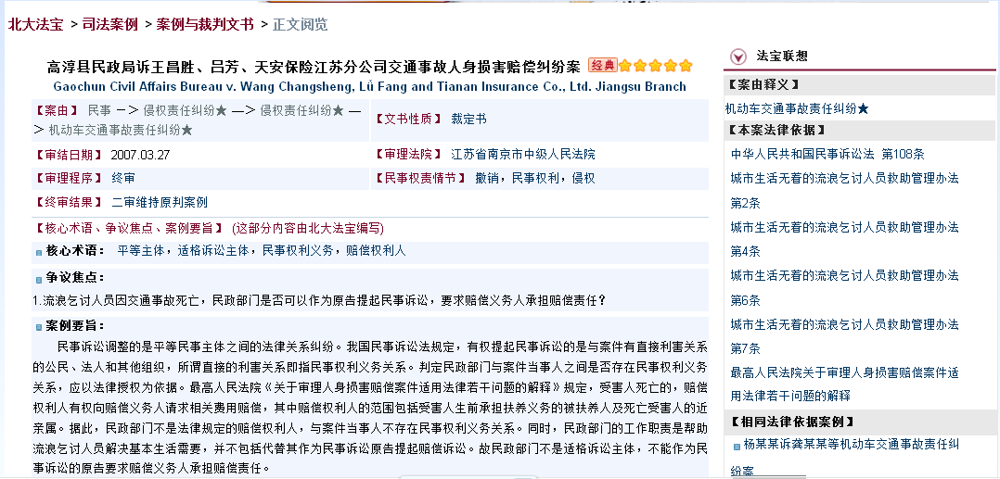 北大法宝 > 司法案例 > 案例与裁判文书 > 正文阅览
高淳县民政局诉王昌胜、吕芳、天安保险江苏分公司交通事故人身损害赔偿纠纷案 经典
Gaochun Civil Affairs Bureau v. Wang Changsheng, Lǔ Fang and Tianan Insurance Co., Ltd. Jiangsu Branch
【案由】 民事 —> 侵权责任纠纷★ —> 侵权责任纠纷★ —
> 机动车交通事故责任纠纷★
【文书性质】 裁定书
【审结日期】 2007.03.27
【审理法院】 江苏省南京市中级人民法院
【审理程序】 终审
【民事权责情节】 撤销，民事权利，侵权
【终审结果】 二审维持原判案例
【核心术语、争议焦点、案例要旨】 (这部分内容由北大法宝编写)
核心术语： 平等主体，适格诉讼主体，民事权利义务，赔偿权利人
争议焦点：
1.流浪乞讨人员因交通事故死亡，民政部门是否可以作为原告提起民事诉讼，要求赔偿义务人承担赔偿责任？
案例要旨：
民事诉讼调整的是平等民事主体之间的法律关系纠纷。我国民事诉讼法规定，有权提起民事诉讼的是与案件有直接利害关系
的公民、法人和其他组织，所谓直接的利害关系即指民事权利义务关系。判定民政部门与案件当事人之间是否存在民事权利义务
关系，应以法律授权为依据。最高人民法院《关于审理人身损害赔偿案件适用法律若干问题的解释》规定，受害人死亡的，赔偿
权利人有权向赔偿义务人请求相关费用赔偿，其中赔偿权利人的范围包括受害人生前承担扶养义务的被扶养人及死亡受害人的近
亲属。据此，民政部门不是法律规定的赔偿权利人，与案件当事人不存在民事权利义务关系。同时，民政部门的工作职责是帮助
流浪乞讨人员解决基本生活需要，并不包括代替其作为民事诉讼原告提起赔偿诉讼。故民政部门不是适格诉讼主体，不能作为民
事诉讼的原告要求赔偿义务人承担赔偿责任。
法宝联想
【案由释义】
机动车交通事故责任纠纷★
【本案法律依据】
中华人民共和国民事诉讼法 第108条
城市生活无着的流浪乞讨人员救助管理办法
第2条
城市生活无着的流浪乞讨人员救助管理办法
第4条
城市生活无着的流浪乞讨人员救助管理办法
第6条
城市生活无着的流浪乞讨人员救助管理办法
第7条
最高人民法院关于审理人身损害赔偿案件适
用法律若干问题的解释
【相同法律依据案例】
杨某某诉龚某某等机动车交通事故责任纠
纷案